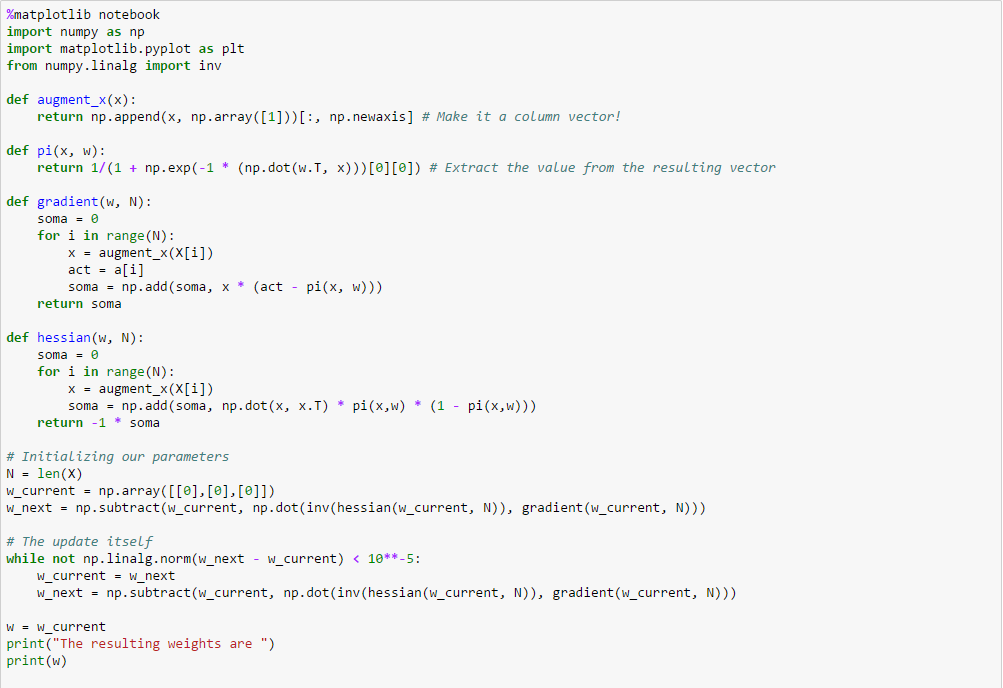 %matplotlib notebook
import numpy as np
import matplotlib.pyplot as plt
from numpy.linalg import inv

def augment_x(x):
    return np.append(x, np.array([1]))[:, np.newaxis] # Make it a column vector!

def pi(x, w):
    return 1/(1 + np.exp(-1 * (np.dot(w.T, x)))[0][0]) # Extract the value from the resulting vector

def gradient(w, N):
    soma = 0
    for i in range(N):
        x = augment_x(X[i])
        act = a[i]
        soma = np.add(soma, x * (act - pi(x, w)))
    return soma

def hessian(w, N):
    soma = 0
    for i in range(N):
        x = augment_x(X[i])
        soma = np.add(soma, np.dot(x, x.T) * pi(x,w) * (1 - pi(x,w)))
    return -1 * soma

# Initializing our parameters
N = len(X)
w_current = np.array([[0],[0],[0]])
w_next = np.subtract(w_current, np.dot(inv(hessian(w_current, N)), gradient(w_current, N)))

# The update itself
while not np.linalg.norm(w_next - w_current) < 10**-5:
    w_current = w_next
    w_next = np.subtract(w_current, np.dot(inv(hessian(w_current, N)), gradient(w_current, N)))

w = w_current
print("The resulting weights are ")
print(w)